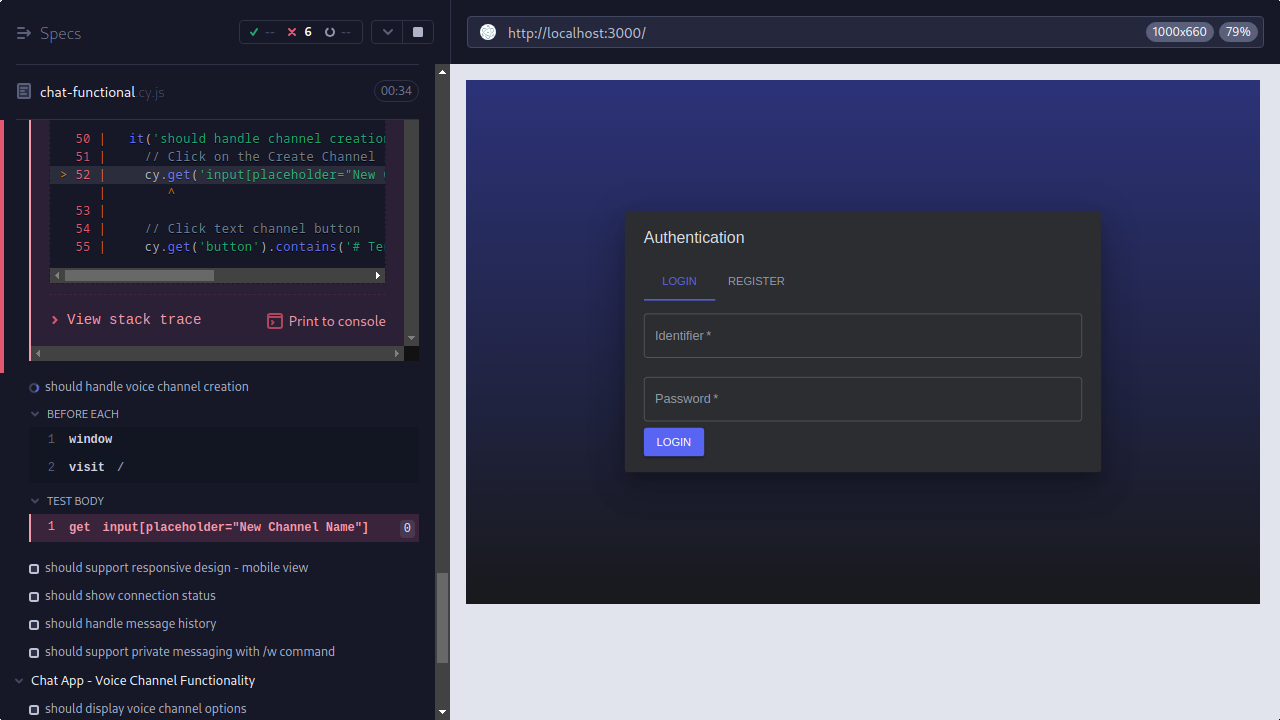 Specs
-- 6 --
http://localhost:3000/
1000x660
79%
chat-functional.cy.js
00:34
50 | it('should handle channel creation
51 | // Click on the Create Channel
> 52 | cy.get('input[placeholder="New
| ^
53 |
54 | // Click text channel button
55 | cy.get('button').contains('# Te
View stack trace
Print to console
should handle voice channel creation
BEFORE EACH
1 window
2 visit /
TEST BODY
1 get input[placeholder="New Channel Name"] 0
should support responsive design - mobile view
should show connection status
should handle message history
should support private messaging with /w command
Chat App - Voice Channel Functionality
should display voice channel options
Authentication
LOGIN
REGISTER
Identifier *
Password *
LOGIN